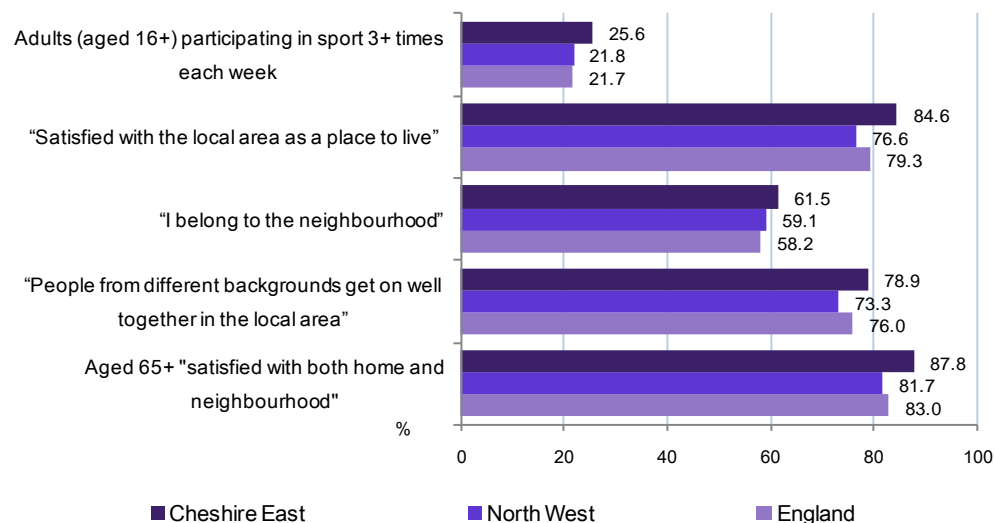 Adults (aged 16+) participating in sport 3+ times
each week
25.6
21.8
21.7
“Satisfied with the local area as a place to live”
84.6
76.6
79.3
“I belong to the neighbourhood”
61.5
59.1
58.2
“People from different backgrounds get on well
together in the local area”
78.9
73.3
76.0
Aged 65+ "satisfied with both home and
neighbourhood"
87.8
81.7
83.0
%
0 20 40 60 80 100
Cheshire East North West England